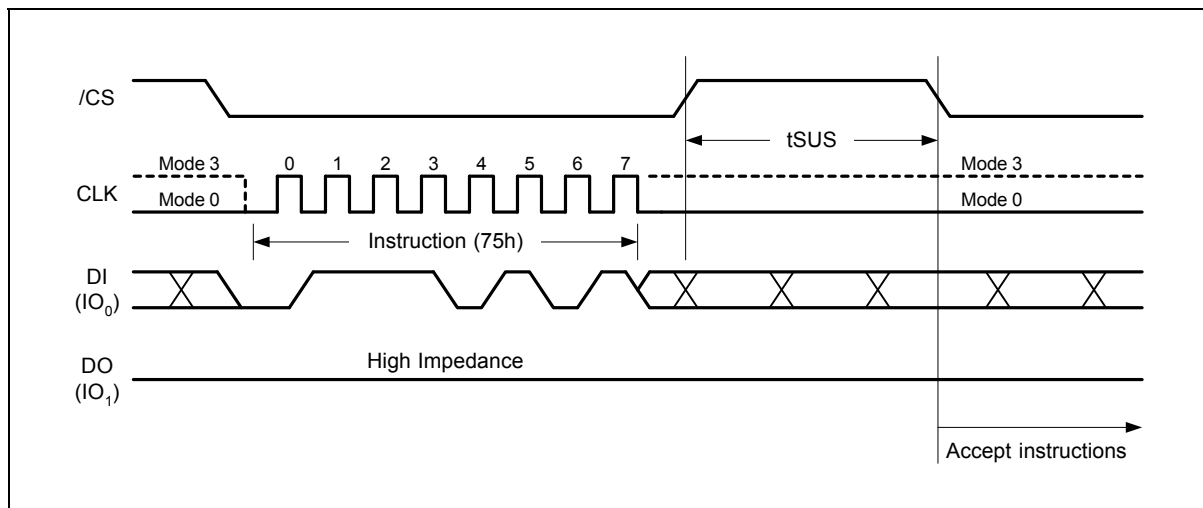 /CS
tSUS
Mode 3 0 1 2 3 4 5 6 7 Mode 3
CLK
Mode 0 Mode 0
Instruction (75h)
DI
(IO0)
High Impedance
DO
(IO1)
Accept instructions